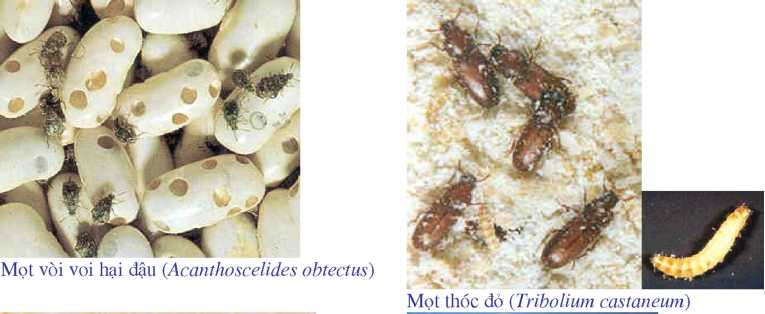 Mọt vòi voi hại đậu (Acanthoscelides obtectus)
Mọt thóc đỏ (Tribolium castaneum)